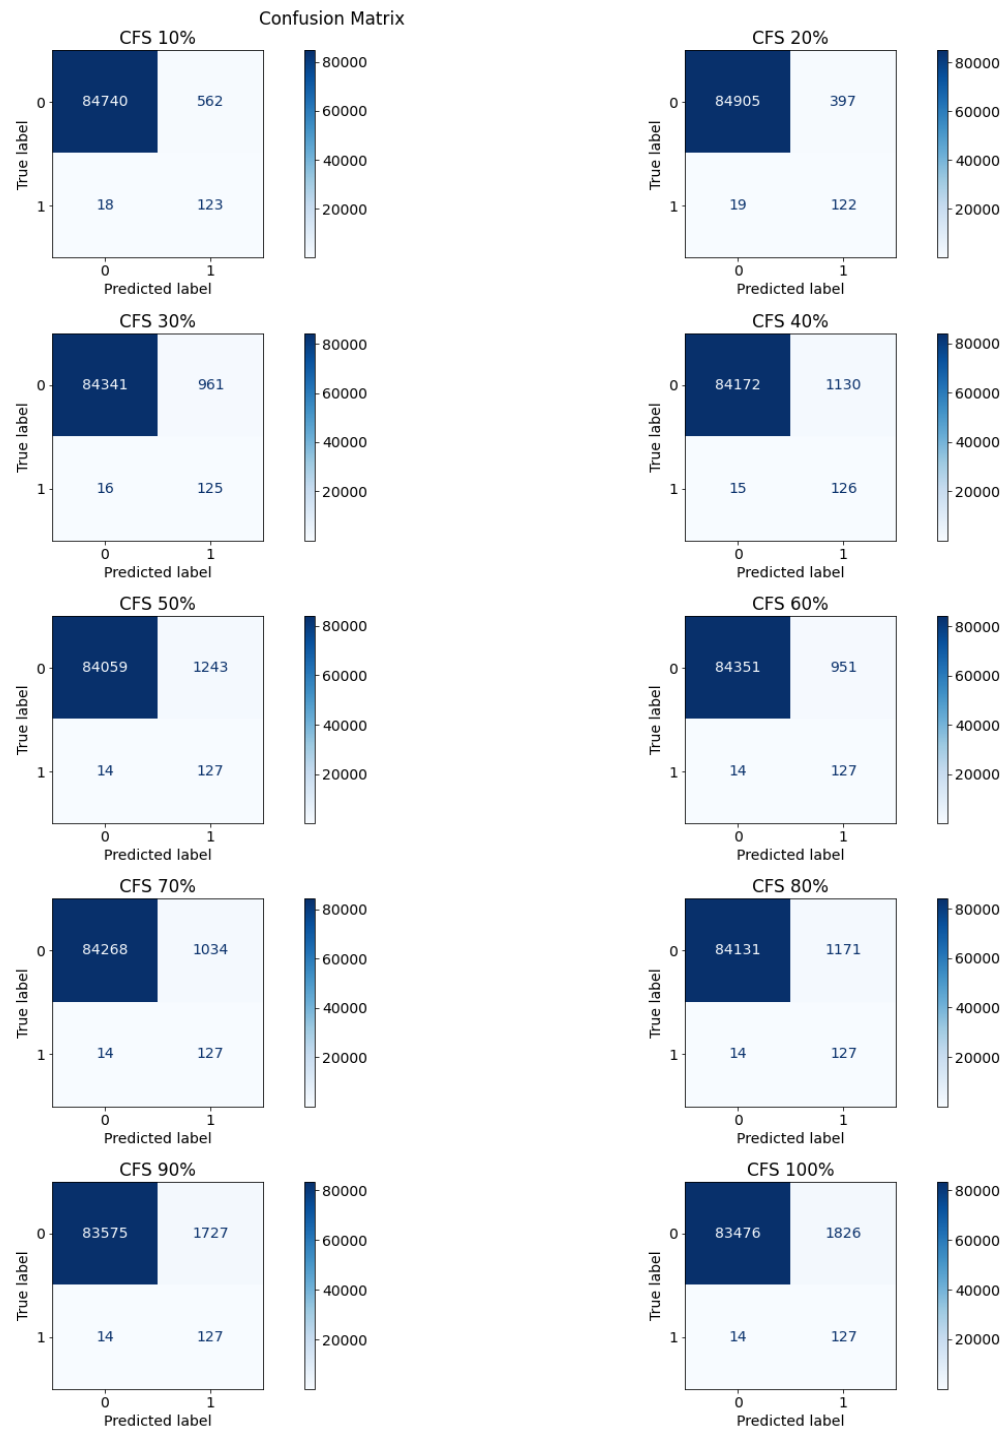 Confusion Matrix
CFS 10%
84740 562
18 123
0
1
True label
0 1
Predicted label
80000
60000
40000
20000
CFS 20%
84905 397
19 122
0
1
True label
0 1
Predicted label
80000
60000
40000
20000
CFS 30%
84341 961
16 125
0
1
True label
0 1
Predicted label
80000
60000
40000
20000
CFS 40%
84172 1130
15 126
0
1
True label
0 1
Predicted label
80000
60000
40000
20000
CFS 50%
84059 1243
14 127
0
1
True label
0 1
Predicted label
80000
60000
40000
20000
CFS 60%
84351 951
14 127
0
1
True label
0 1
Predicted label
80000
60000
40000
20000
CFS 70%
84268 1034
14 127
0
1
True label
0 1
Predicted label
80000
60000
40000
20000
CFS 80%
84131 1171
14 127
0
1
True label
0 1
Predicted label
80000
60000
40000
20000
CFS 90%
83575 1727
14 127
0
1
True label
0 1
Predicted label
80000
60000
40000
20000
CFS 100%
83476 1826
14 127
0
1
True label
0 1
Predicted label
80000
60000
40000
20000